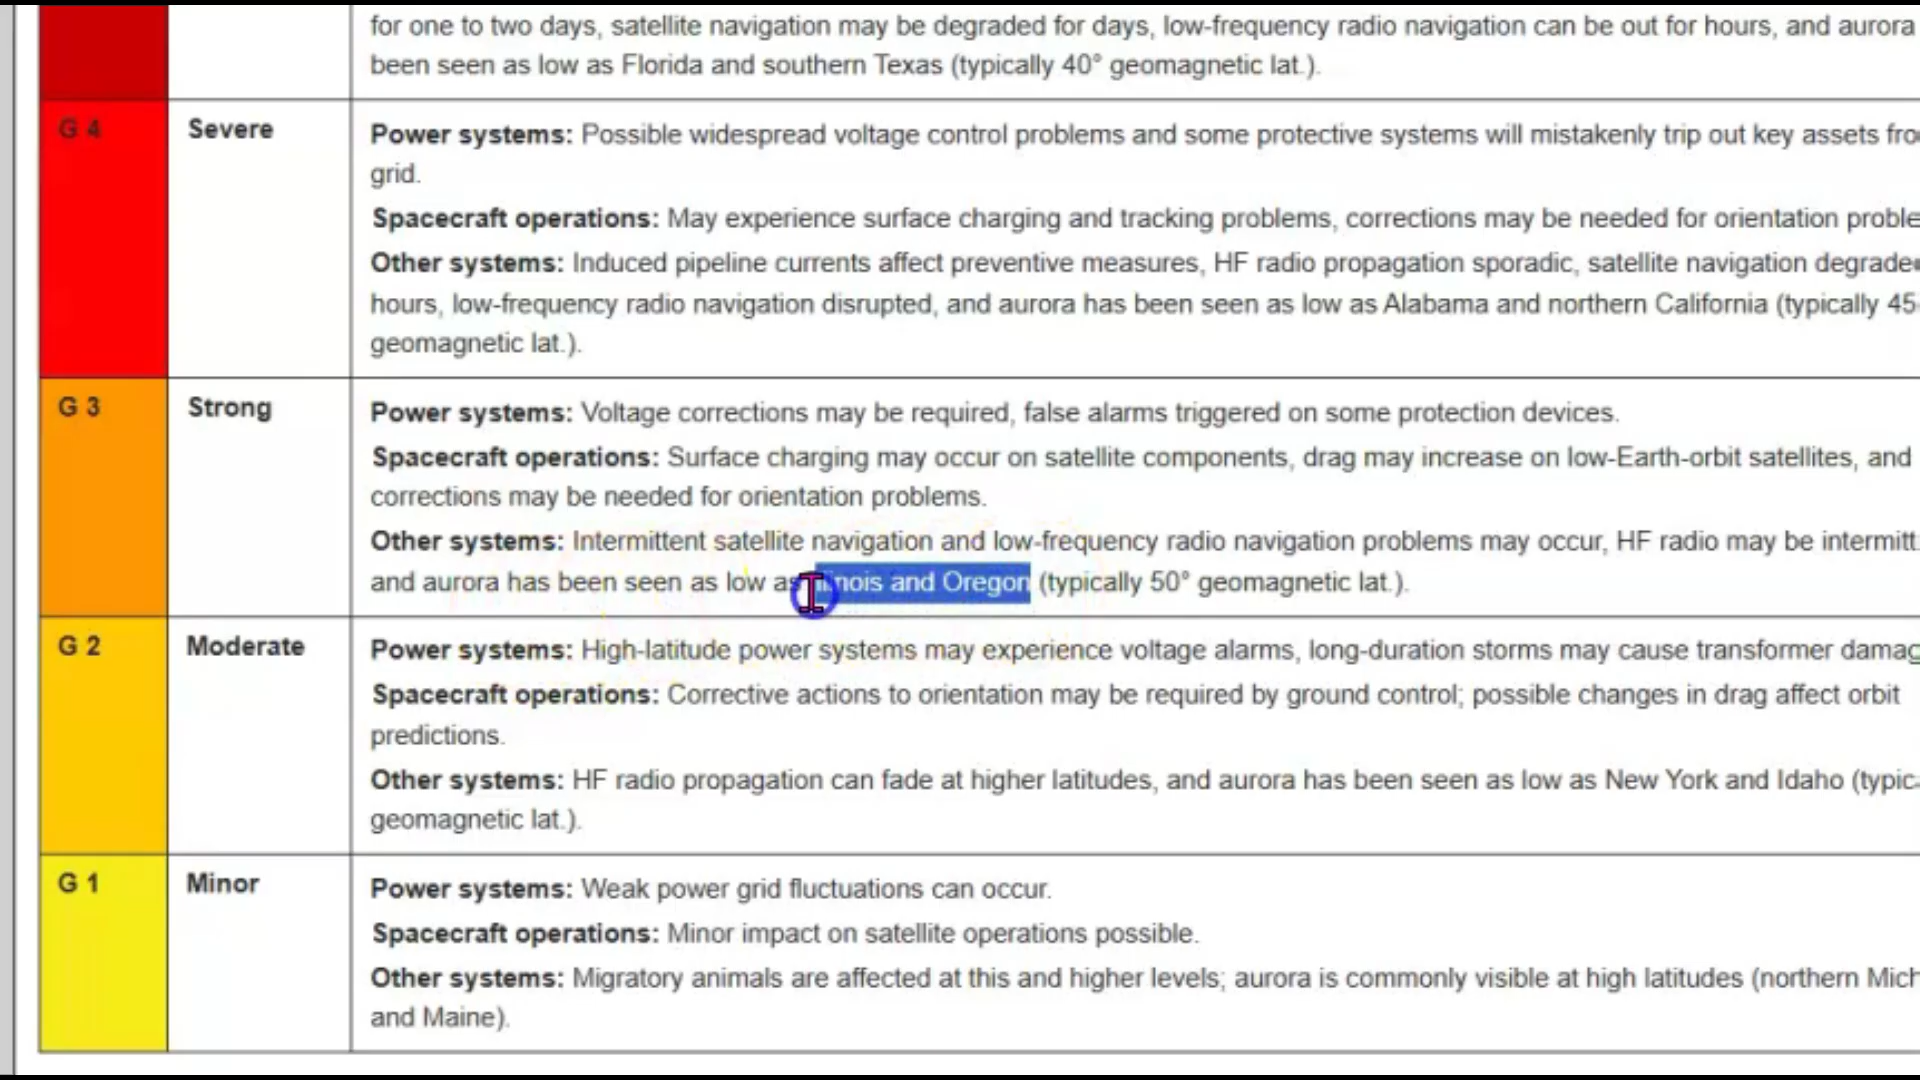 for one to two days, satellite navigation may be degraded for days, low-frequency radio navigation can be out for hours, and aurora
been seen as low as Florida and southern Texas (typically 40° geomagnetic lat.).
G 4
Severe
Power systems: Possible widespread voltage control problems and some protective systems will mistakenly trip out key assets
grid.
Spacecraft operations: May experience surface charging and tracking problems, corrections may be needed for orientation
Other systems: Induced pipeline currents affect preventive measures, HF radio propagation sporadic, satellite navigation
hours, low-frequency radio navigation disrupted, and aurora has been seen as low as Alabama and northern California (typically 45
geomagnetic lat.).
G 3
Strong
Power systems: Voltage corrections may be required, false alarms triggered on some protection devices.
Spacecraft operations: Surface charging may occur on satellite components, drag may increase on low-Earth-orbit satellites, and
corrections may be needed for orientation problems.
Other systems: Intermittent satellite navigation and low-frequency radio navigation problems may occur, HF radio may be
and aurora has been seen as low as Illinois and Oregon (typically 50° geomagnetic lat.).
G 2
Moderate
Power systems: High-latitude power systems may experience voltage alarms, long-duration storms may cause transformer
Spacecraft operations: Corrective actions to orientation may be required by ground control; possible changes in drag affect orbit
predictions.
Other systems: HF radio propagation can fade at higher latitudes, and aurora has been seen as low as New York and Idaho
geomagnetic lat.).
G 1
Minor
Power systems: Weak power grid fluctuations can occur.
Spacecraft operations: Minor impact on satellite operations possible.
Other systems: Migratory animals are affected at this and higher levels; aurora is commonly visible at high latitudes (northern
and Maine).